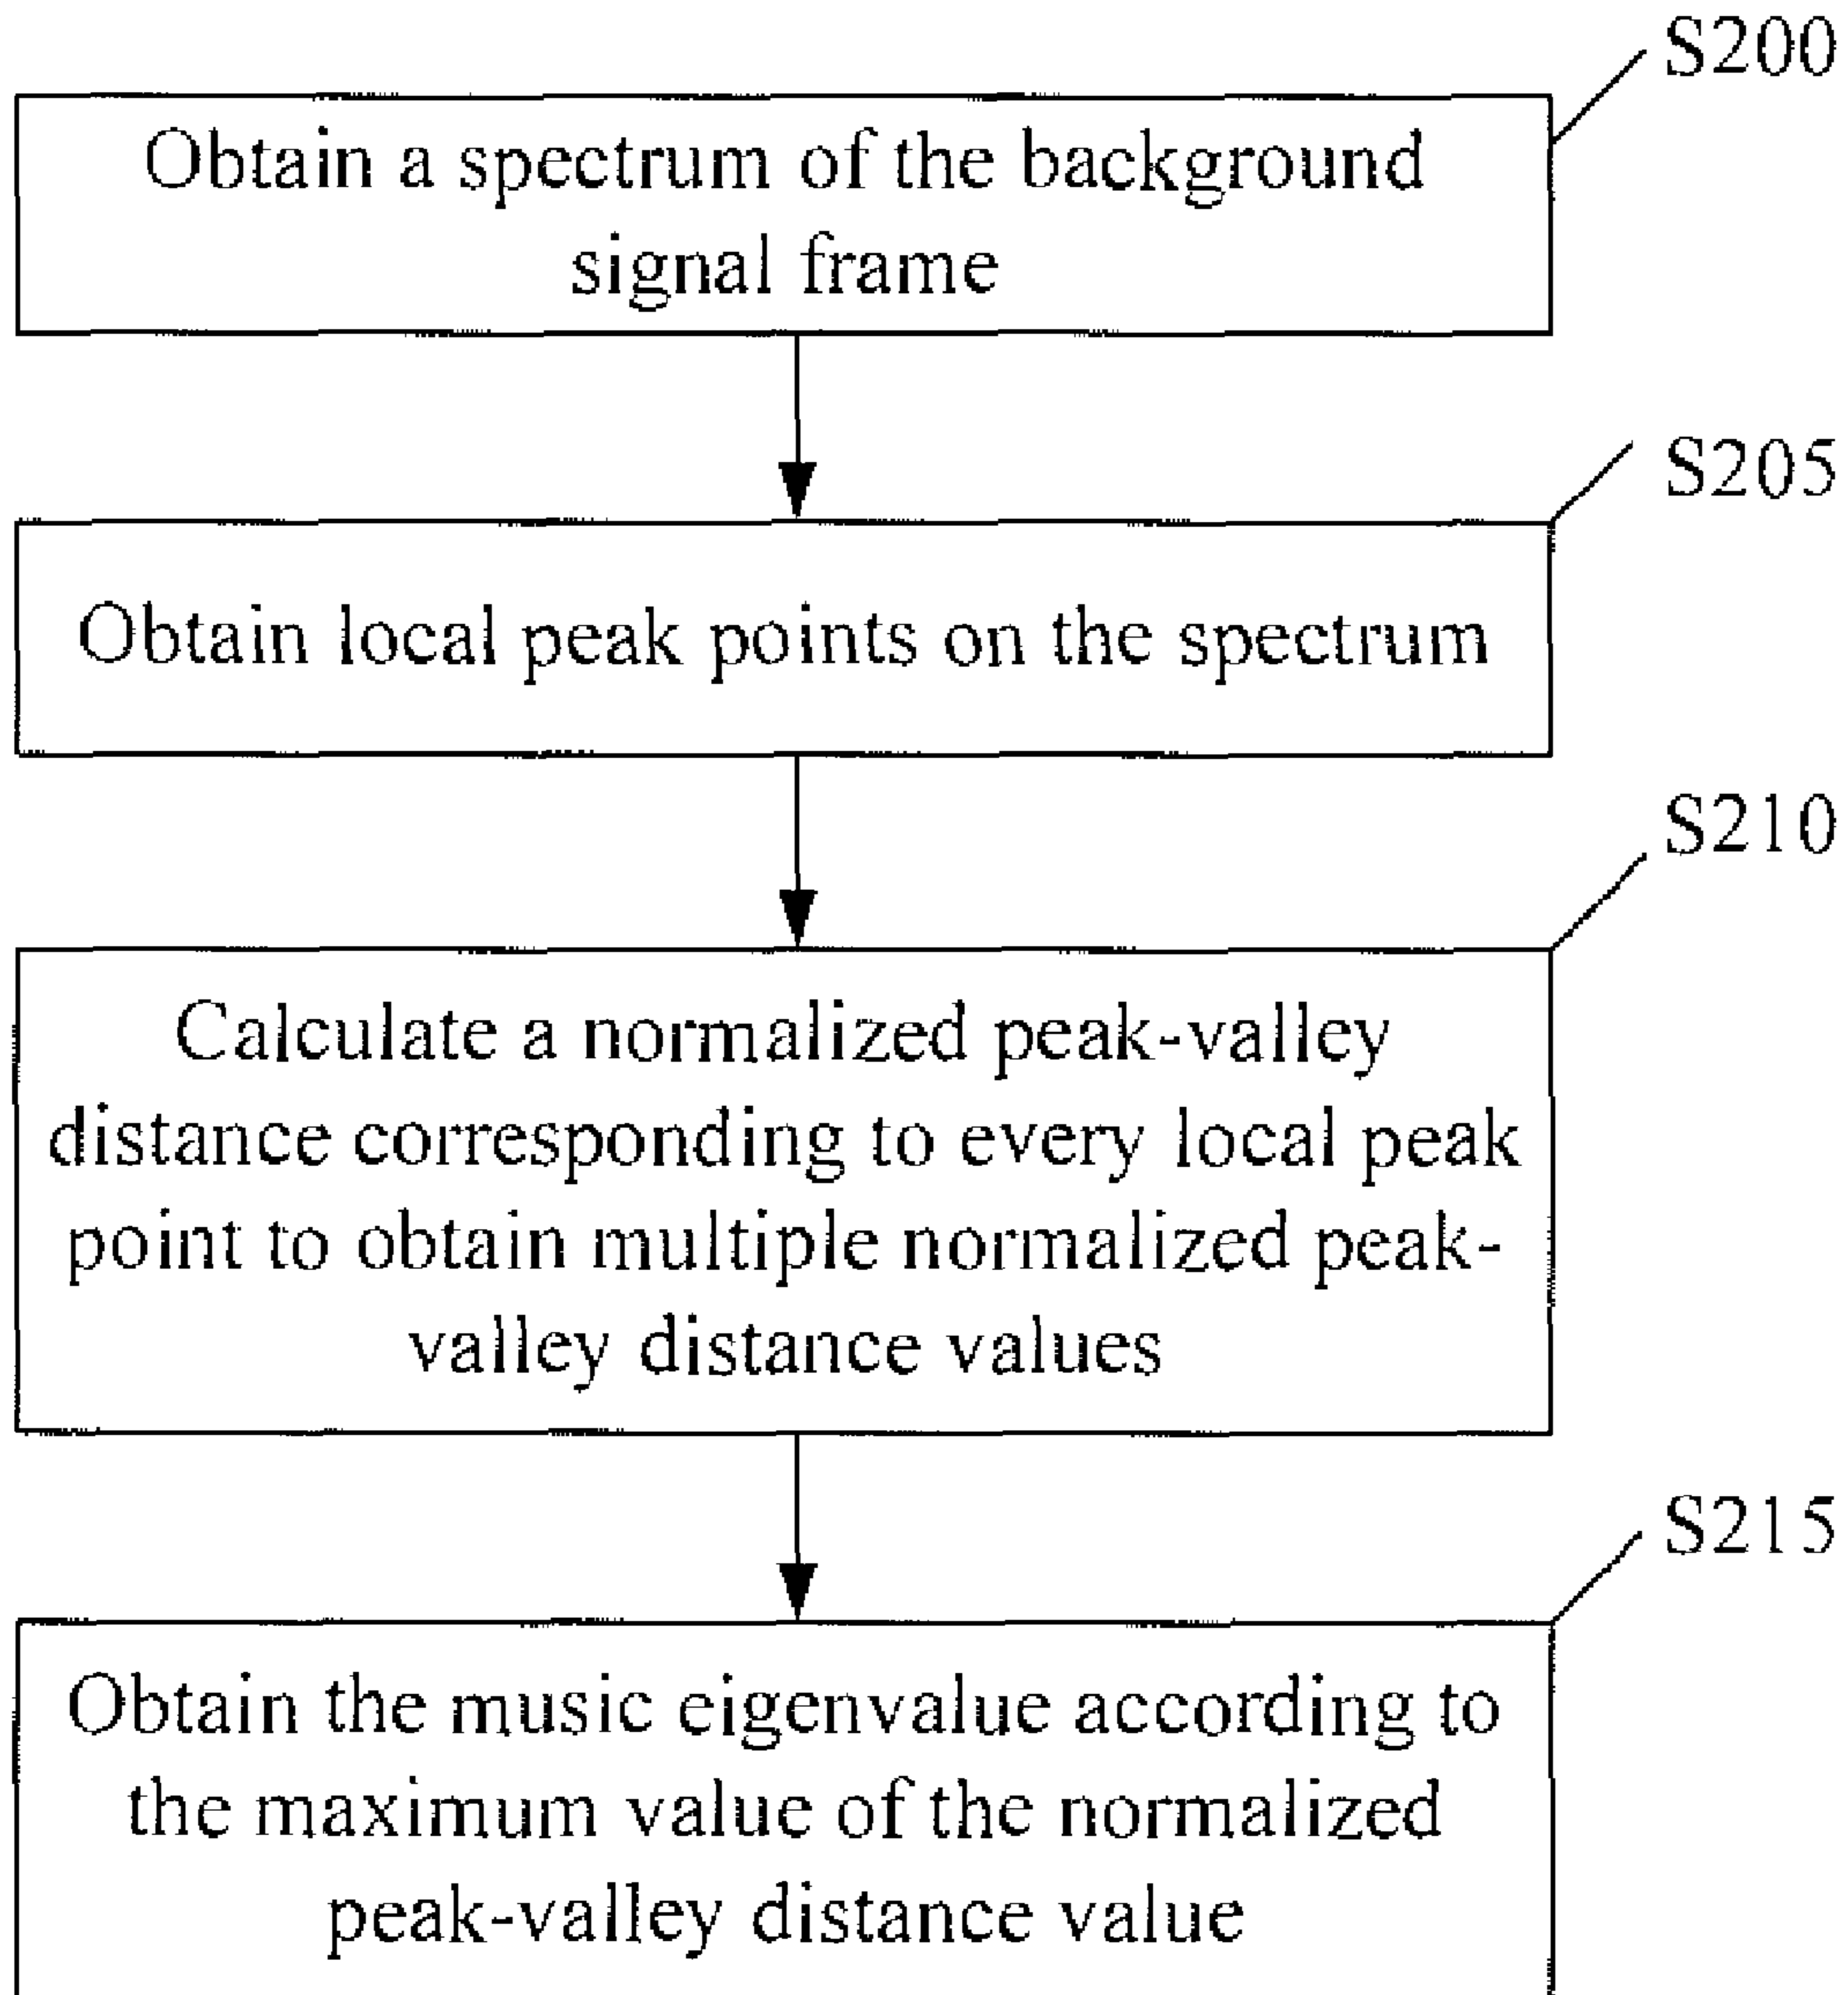 S200
Obtain a spectrum of the background
signal frame
S205
Obtain local peak points on the spectrum
S210
Calculate a normalized peak-valley
distance corresponding to every local peak
point to obtain multiple normalized peak-
valley distance values
S215
Obtain the music eigenvalue according to
the maximum value of the normalized
peak-valley distance value